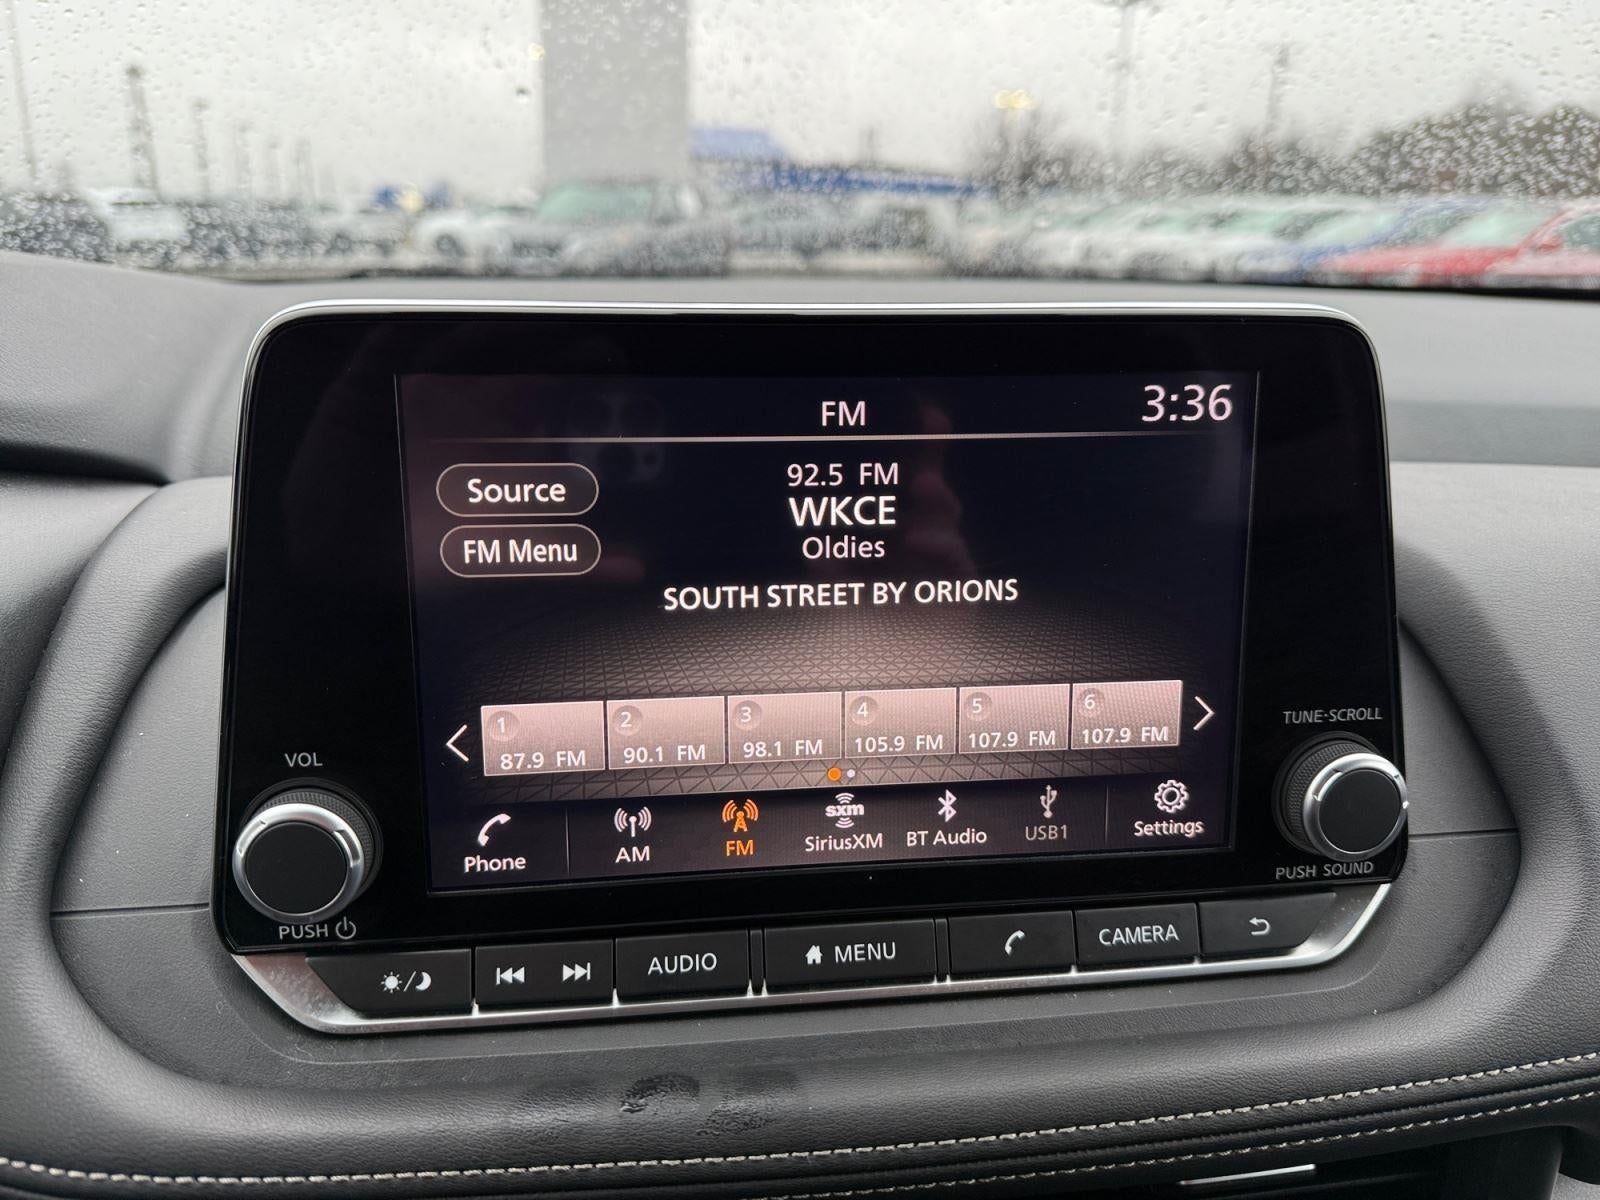 FM
3:36
Source
92.5 FM
WKCE
FM Menu
Oldies
SOUTH STREET BY ORIONS
1
87.9 FM
2
90.1 FM
3
98.1 FM
4
105.9 FM
5
107.9 FM
6
107.9 FM
Phone
AM
FM
sxm
SiriusXM
BT Audio
USB1
Settings
VOL
PUSH
TUNE·SCROLL
PUSH SOUND
AUDIO
MENU
CAMERA